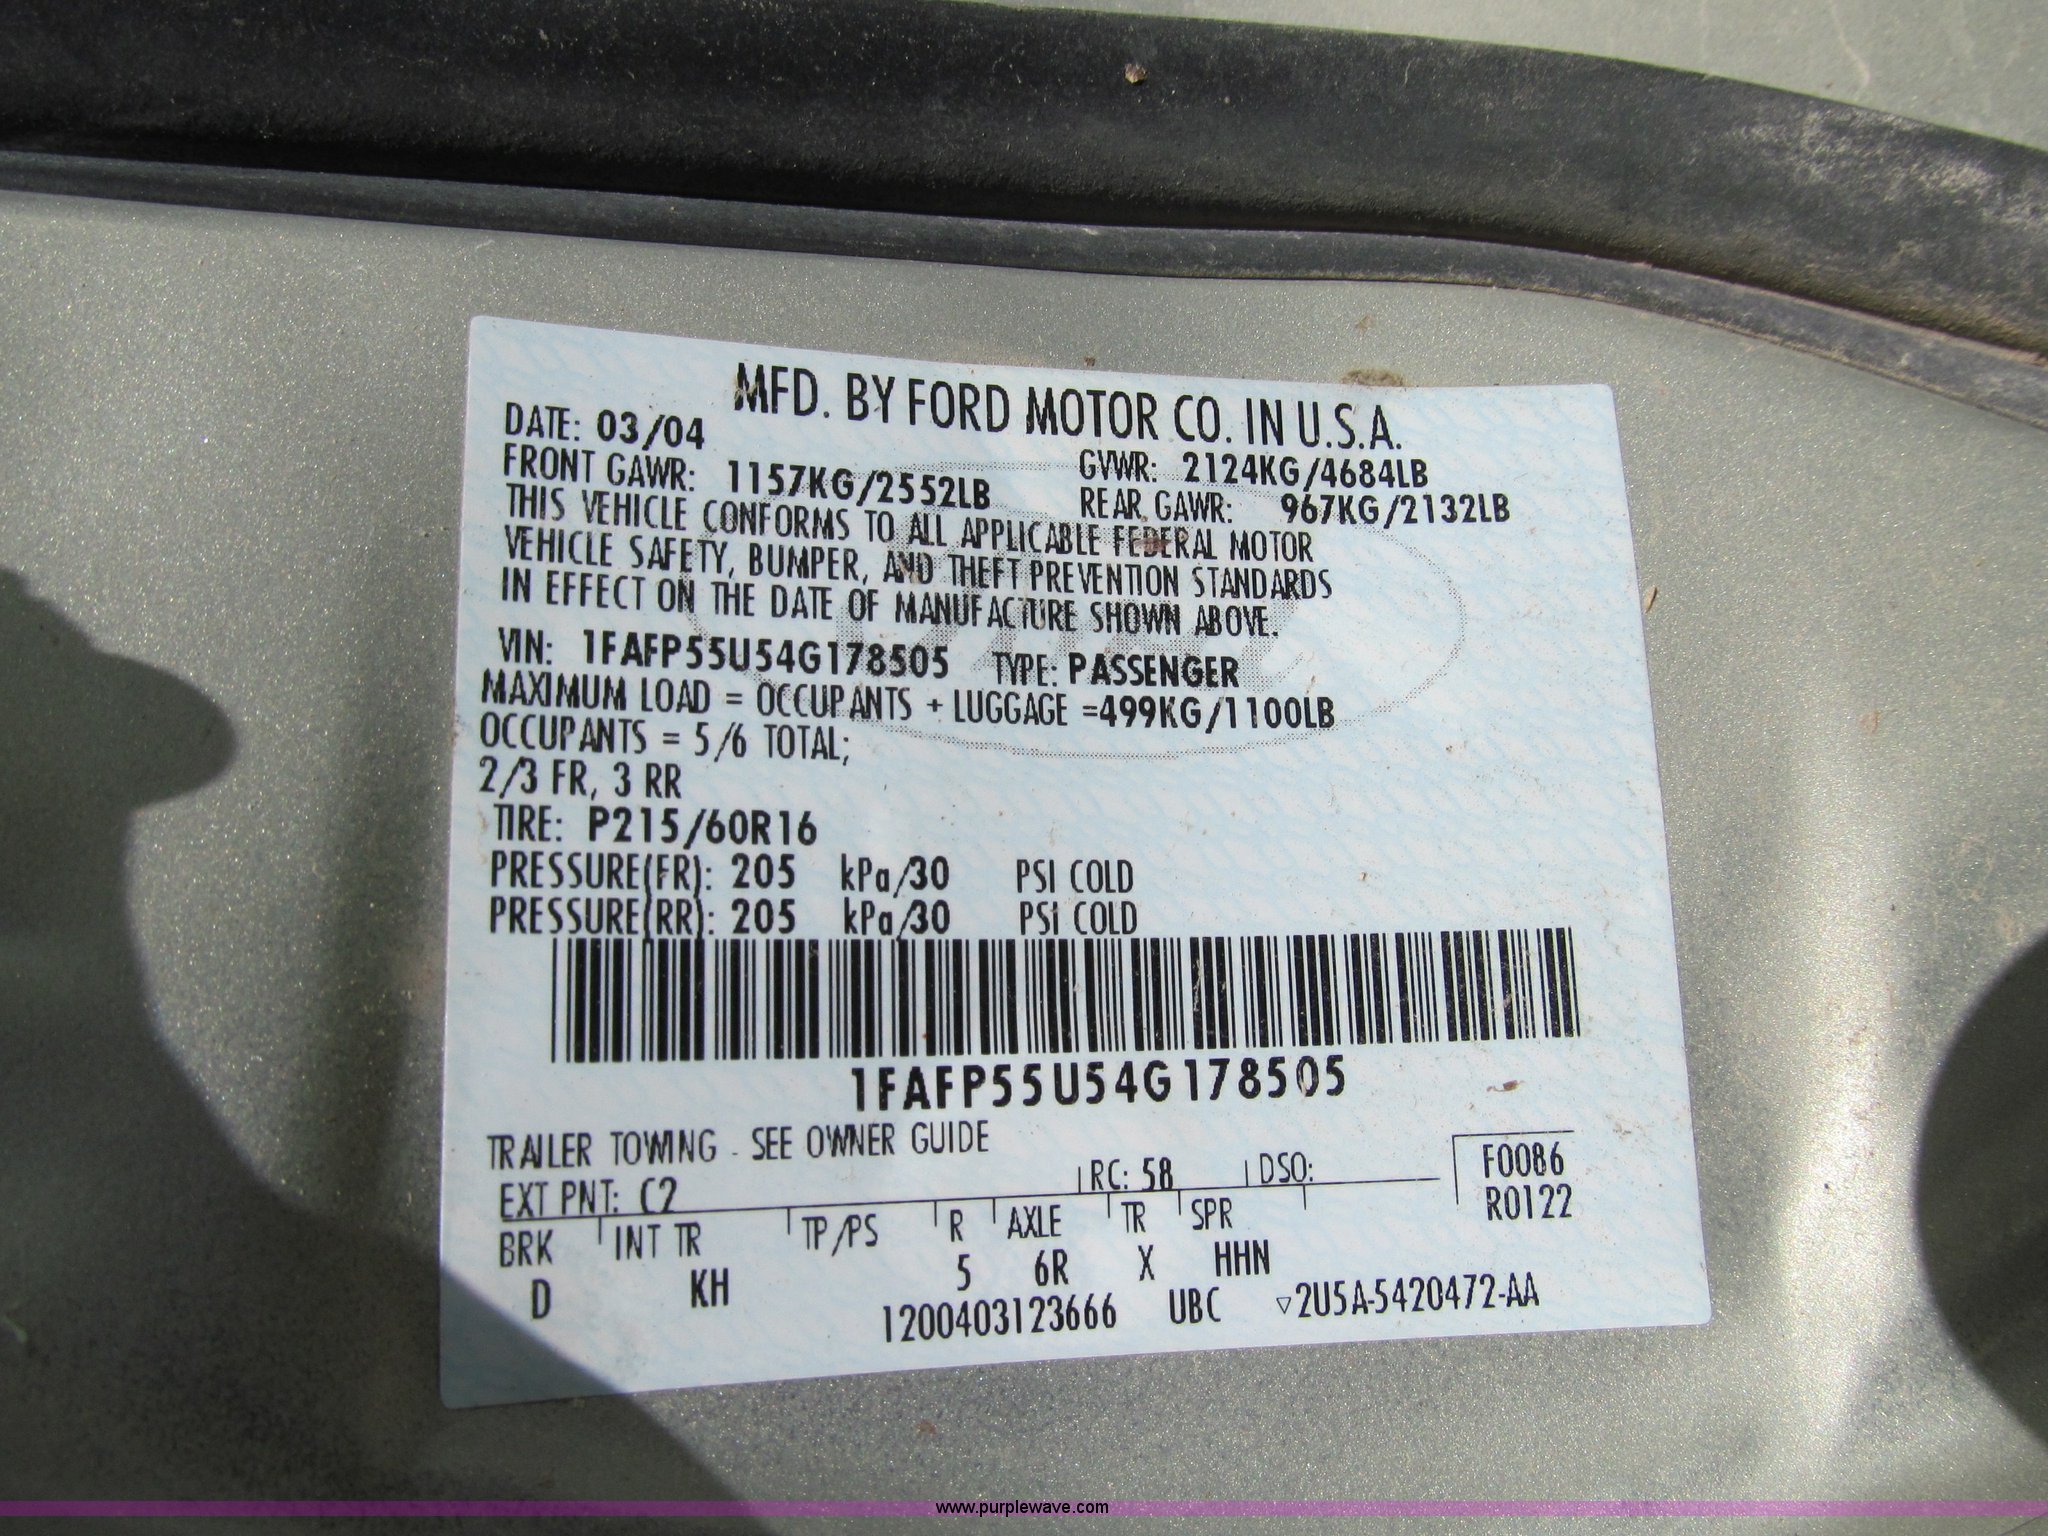 MFD. BY FORD MOTOR CO. IN U.S.A.
DATE: 03/04 GVWR: 2124KG/4684LB
FRONT GAWR: 1157KG/2552LB REAR GAWR: 967KG/2132LB
THIS VEHICLE CONFORMS TO ALL APPLICABLE FEDERAL MOTOR
VEHICLE SAFETY, BUMPER, AND THEFT PREVENTION STANDARDS
IN EFFECT ON THE DATE OF MANUFACTURE SHOWN ABOVE.
VIN: 1FAFP55U54G178505 TYPE: PASSENGER
MAXIMUM LOAD = OCCUPANTS + LUGGAGE =499KG/1100LB
OCCUPANTS = 5/6 TOTAL;
2/3 FR, 3 RR
TIRE: P215/60R16
PRESSURE(FR): 205 kPa/30 PSI COLD
PRESSURE(RR): 205 kPa/30 PSI COLD
1FAFP55U54G178505
TRAILER TOWING - SEE OWNER GUIDE
EXT PNT: C2 RC: 58 DSO: F0086
R0122
BRK INT TR TP/PS R AXLE TR SPR
D KH 5 6R X HHN
1200403123666 UBC ▽2U5A-5420472-AA
www.purplewave.com